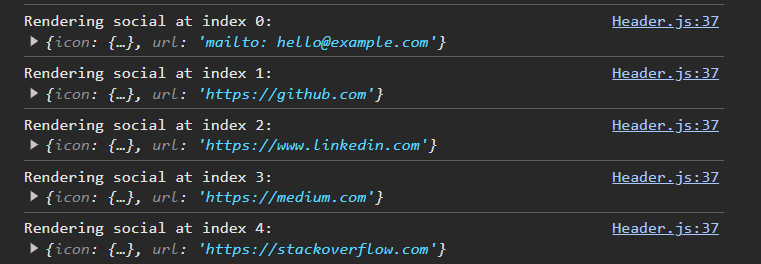 Rendering social at index 0: Header.js:37
▶ {icon: {…}, url: 'mailto: hello@example.com'}
Rendering social at index 1: Header.js:37
▶ {icon: {…}, url: 'https://github.com'}
Rendering social at index 2: Header.js:37
▶ {icon: {…}, url: 'https://www.linkedin.com'}
Rendering social at index 3: Header.js:37
▶ {icon: {…}, url: 'https://medium.com'}
Rendering social at index 4: Header.js:37
▶ {icon: {…}, url: 'https://stackoverflow.com'}